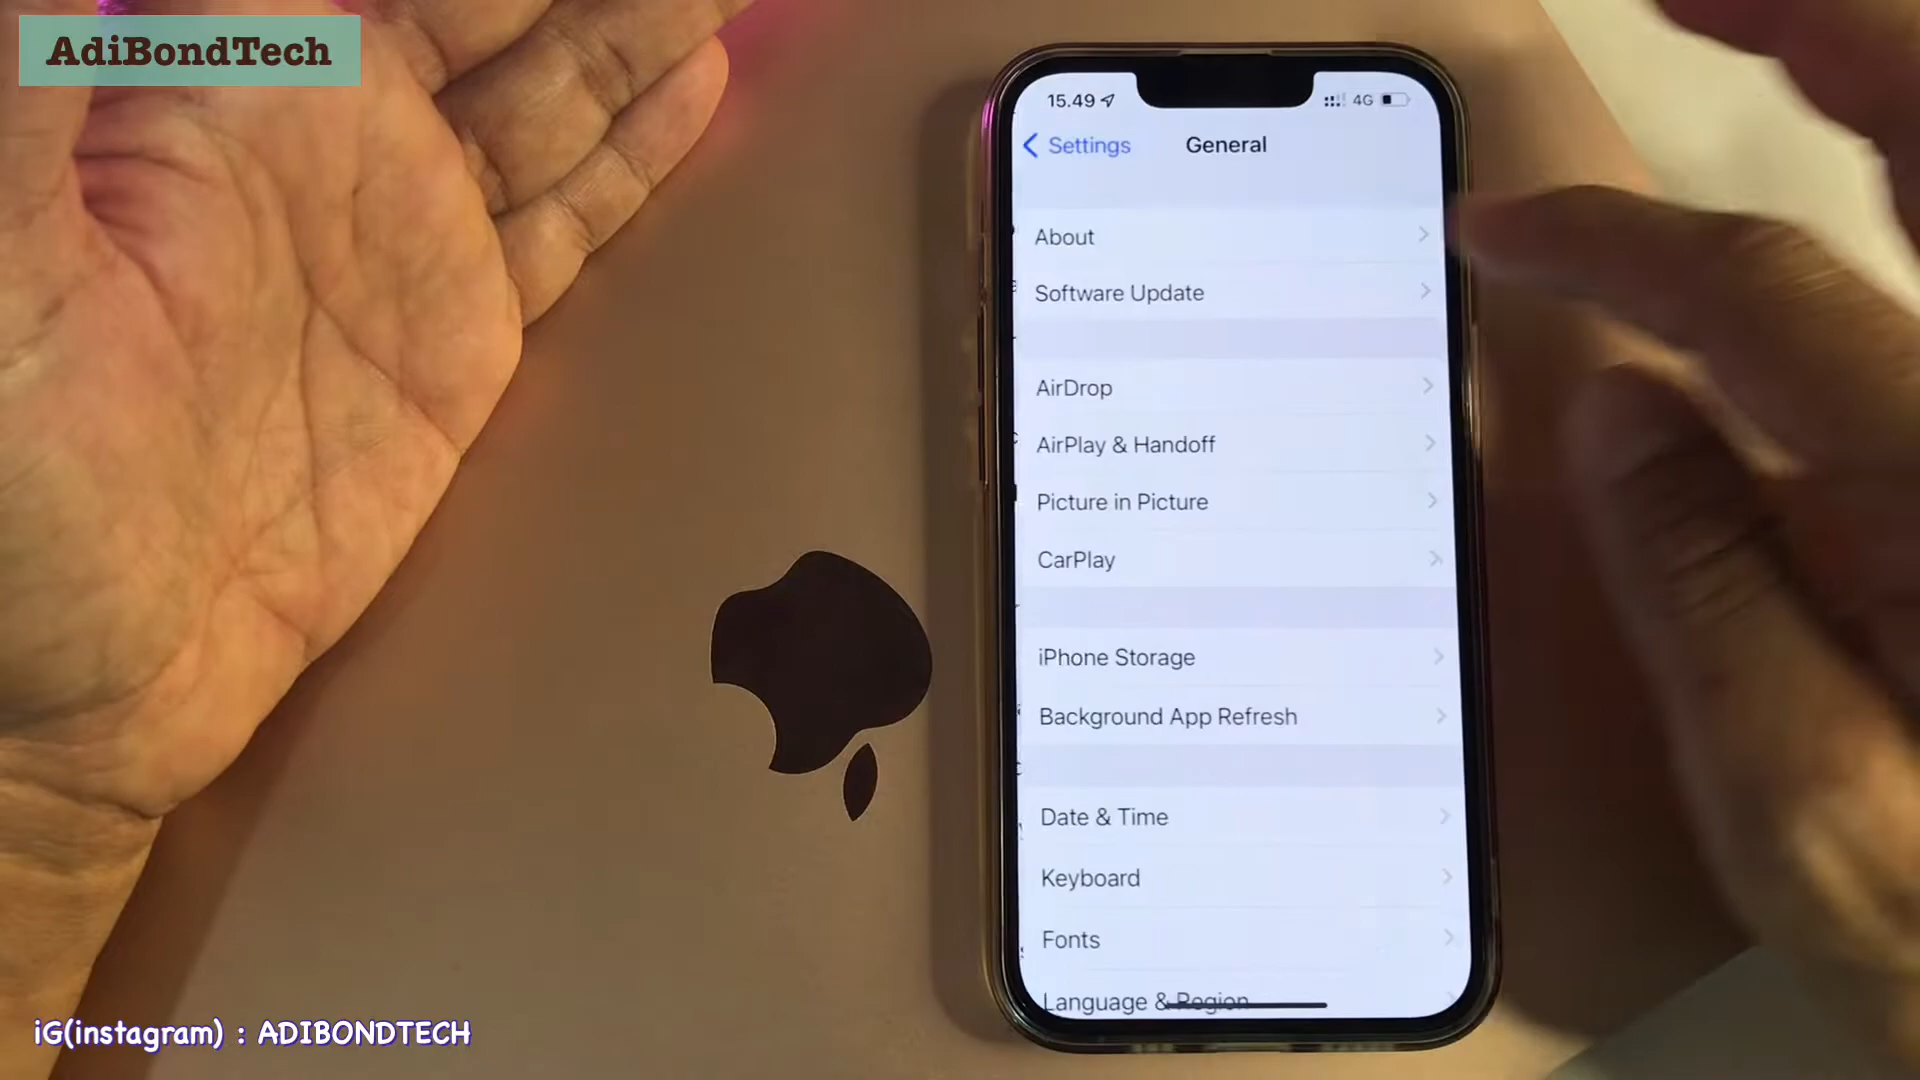 AdiBondTech
15.49
4G
Settings
General
About
Software Update
AirDrop
AirPlay & Handoff
Picture in Picture
CarPlay
iPhone Storage
Background App Refresh
Date & Time
Keyboard
Fonts
Language & Region
iG(instagram) : ADIBONDTECH